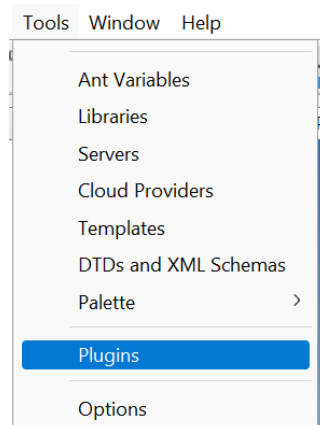 Tools Window Help
Ant Variables
Libraries
Servers
Cloud Providers
Templates
DTDs and XML Schemas
Palette
Plugins
Options